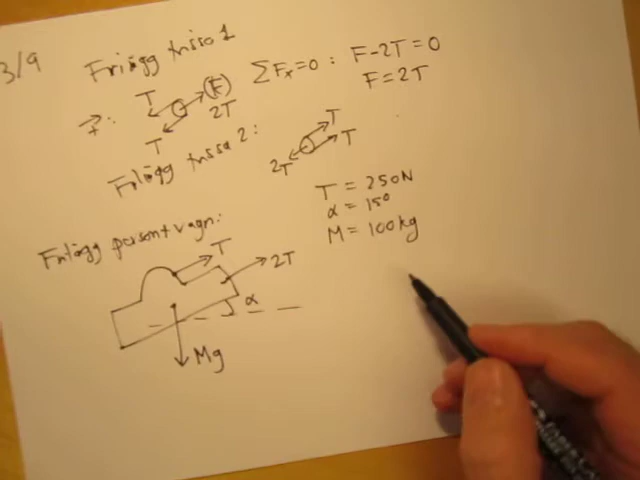 3/9
Frilägg trissa 1
→+:
T
(F)
2T
T
ΣFx=0: F-2T=0
F=2T
Frilägg trissa 2:
T
T
2T
T = 250N
α = 15°
M = 100kg
Frilägg person+vagn:
T
2T
α
Mg